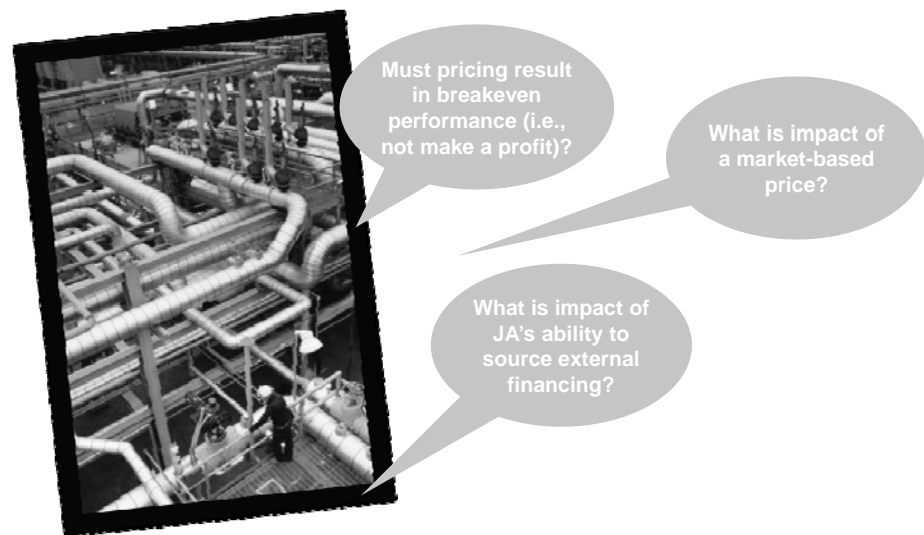 Must pricing result
in breakeven
performance (i.e.,
not make a profit)?
What is impact of
a market-based
price?
What is impact of
JA's ability to
source external
financing?